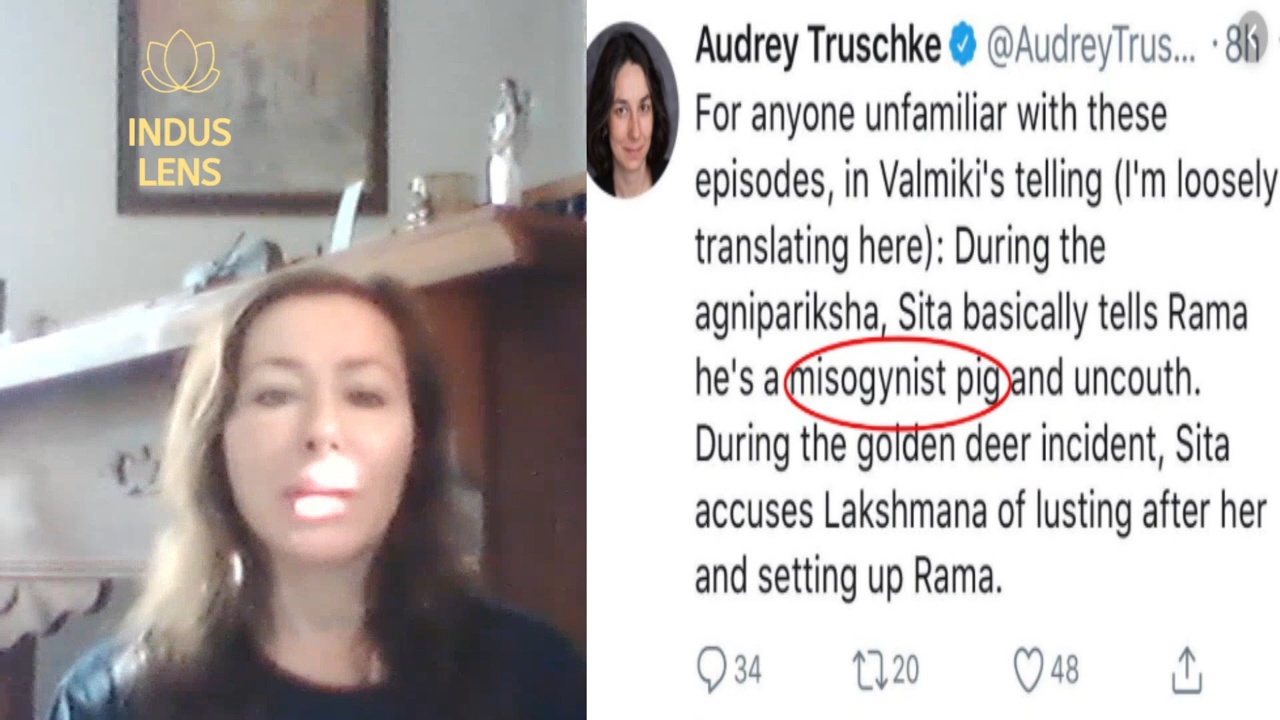 INDUS
LENS
Audrey Truschke @AudreyTrus... · 8h
For anyone unfamiliar with these
episodes, in Valmiki's telling (I'm loosely
translating here): During the
agnipariksha, Sita basically tells Rama
he's a misogynist pig and uncouth.
During the golden deer incident, Sita
accuses Lakshmana of lusting after her
and setting up Rama.
34 20 48